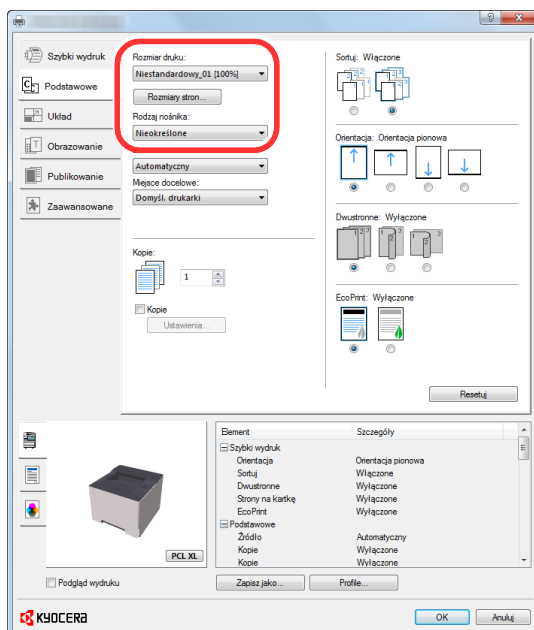 Szybki wydruk
Podstawowe
Układ
Obrazowanie
Publikowanie
Zaawansowane
Rozmiar druku:
Niestandardowy_01 [100%]
Rozmiary stron...
Rodzaj nośnika:
Nieokreślone
Automatyczny
Miejsce docelowe:
Domyśl. drukarki
Kopie:
1
Kopie
Ustawienia...
Sortuj: Włączone
Orientacja: Orientacja pionowa
Dwustronne: Wyłączone
EcoPrint: Wyłączone
Resetuj
PCL XL
Podgląd wydruku
Element Szczegóły
Szybki wydruk
Orientacja Orientacja pionowa
Sortuj Włączone
Dwustronne Wyłączone
Strony na kartkę Wyłączone
EcoPrint Wyłączone
Podstawowe
Źródło Automatyczny
Kopie Wyłączone
Kopie Wyłączone
Zapisz jako... Profile...
KYOCERA
OK Anuluj